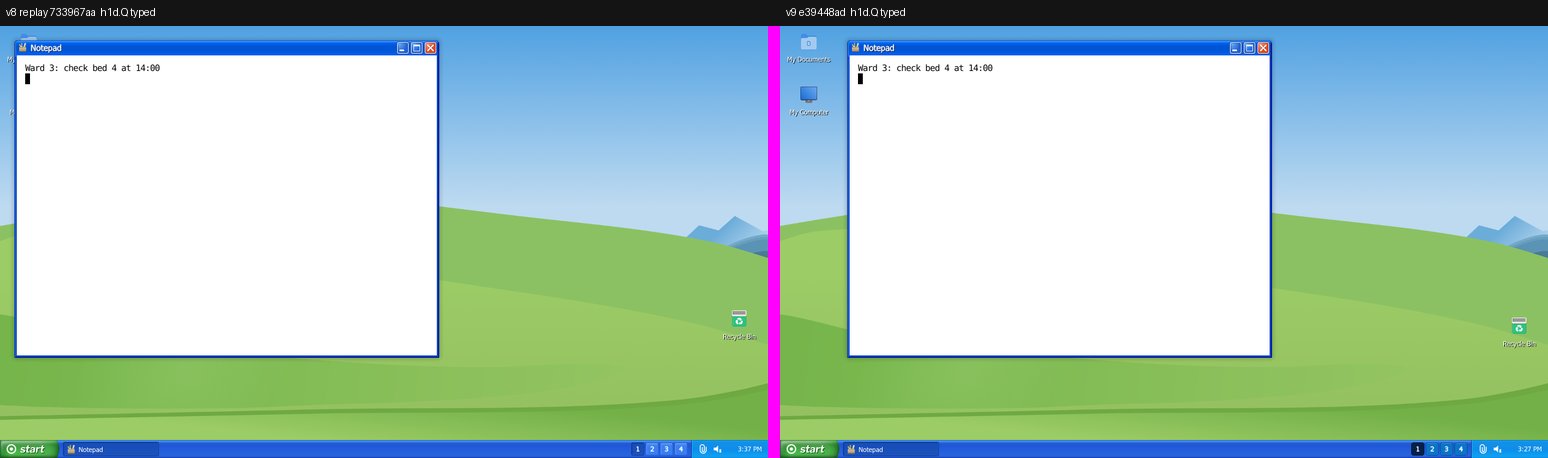 v8 replay 733967aa h1d.Q typed
Notepad
Ward 3: check bed 4 at 14:00
My
M
Recycle Bin
start
Notepad
1 2 3 4
3:37 PM
v9 e39448ad h1d.Q typed
My Documents
My Computer
Notepad
Ward 3: check bed 4 at 14:00
Recycle Bin
start
Notepad
1 2 3 4
3:27 PM